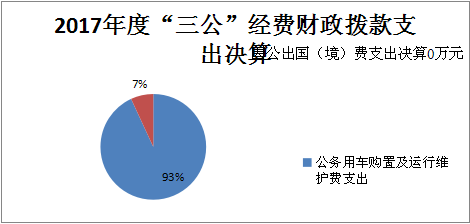 2017年度“三公”经费财政拨款支
出决算
公出国（境）费支出决算0万元
7%
93%
公务用车购置及运行维
护费支出